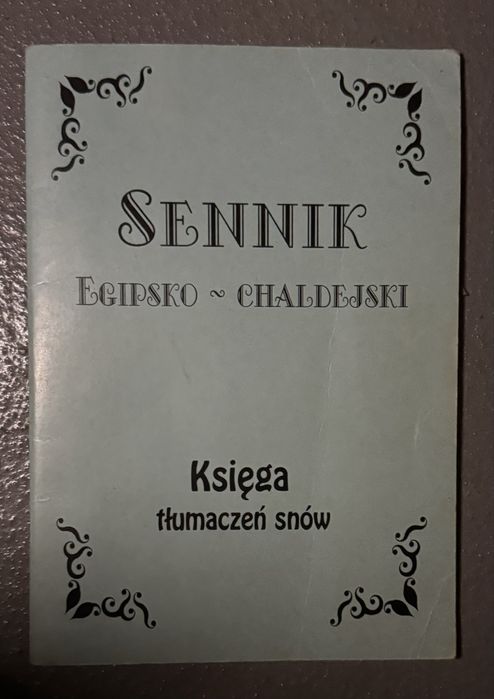 SENNIK
EGIPSKO ~ CHALDEJSKI
Księga
tłumaczeń snów